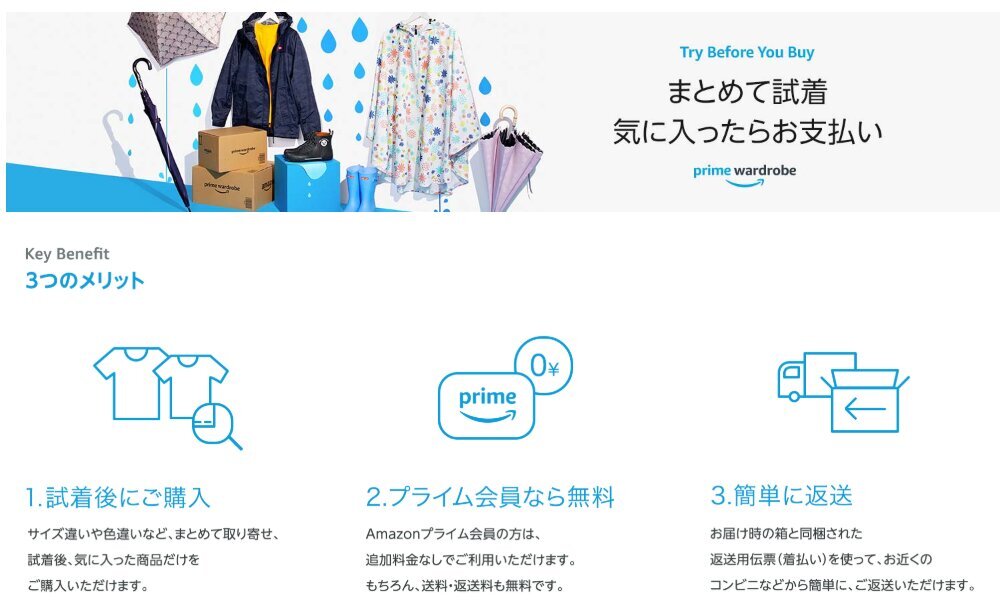 Try Before You Buy
まとめて試着
気に入ったらお支払い
prime wardrobe
prime wardrobe
prime wardrobe
Key Benefit
3つのメリット
0¥
prime
1.試着後にご購入
サイズ違いや色違いなど、まとめて取り寄せ、
試着後、気に入った商品だけを
ご購入いただけます。
2.プライム会員なら無料
Amazonプライム会員の方は、
追加料金なしでご利用いただけます。
もちろん、送料・返送料も無料です。
3.簡単に返送
お届け時の箱と同梱された
返送用伝票(着払い)を使って、お近くの
コンビニなどから簡単に、ご返送いただけます。